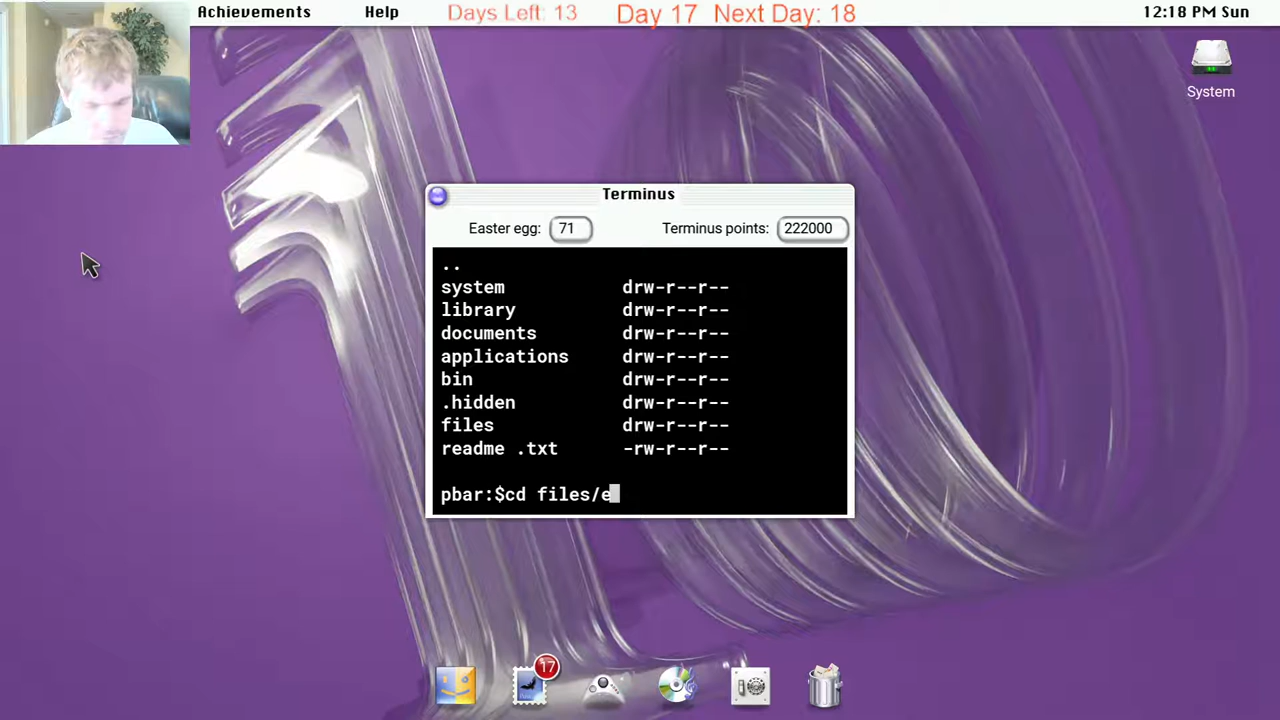 Achievements Help Days Left: 13 Day 17 Next Day: 18 12:18 PM Sun
System
Terminus
Easter egg: 71 Terminus points: 222000
..
system drw-r--r--
library drw-r--r--
documents drw-r--r--
applications drw-r--r--
bin drw-r--r--
.hidden drw-r--r--
files drw-r--r--
readme .txt -rw-r--r--
pbar:$cd files/e
17